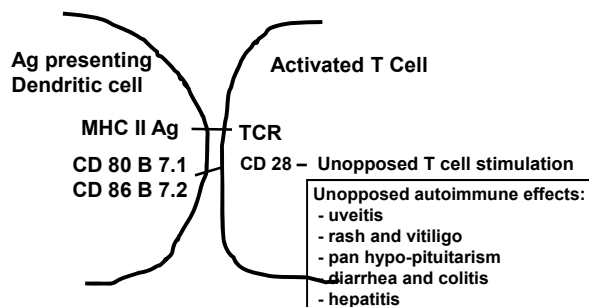 Ag presenting
Dendritic cell
Activated T Cell
MHC II Ag
TCR
CD 80 B 7.1
CD 86 B 7.2
CD 28 – Unopposed T cell stimulation
Unopposed autoimmune effects:
- uveitis
- rash and vitiligo
- pan hypo-pituitarism
- diarrhea and colitis
- hepatitis